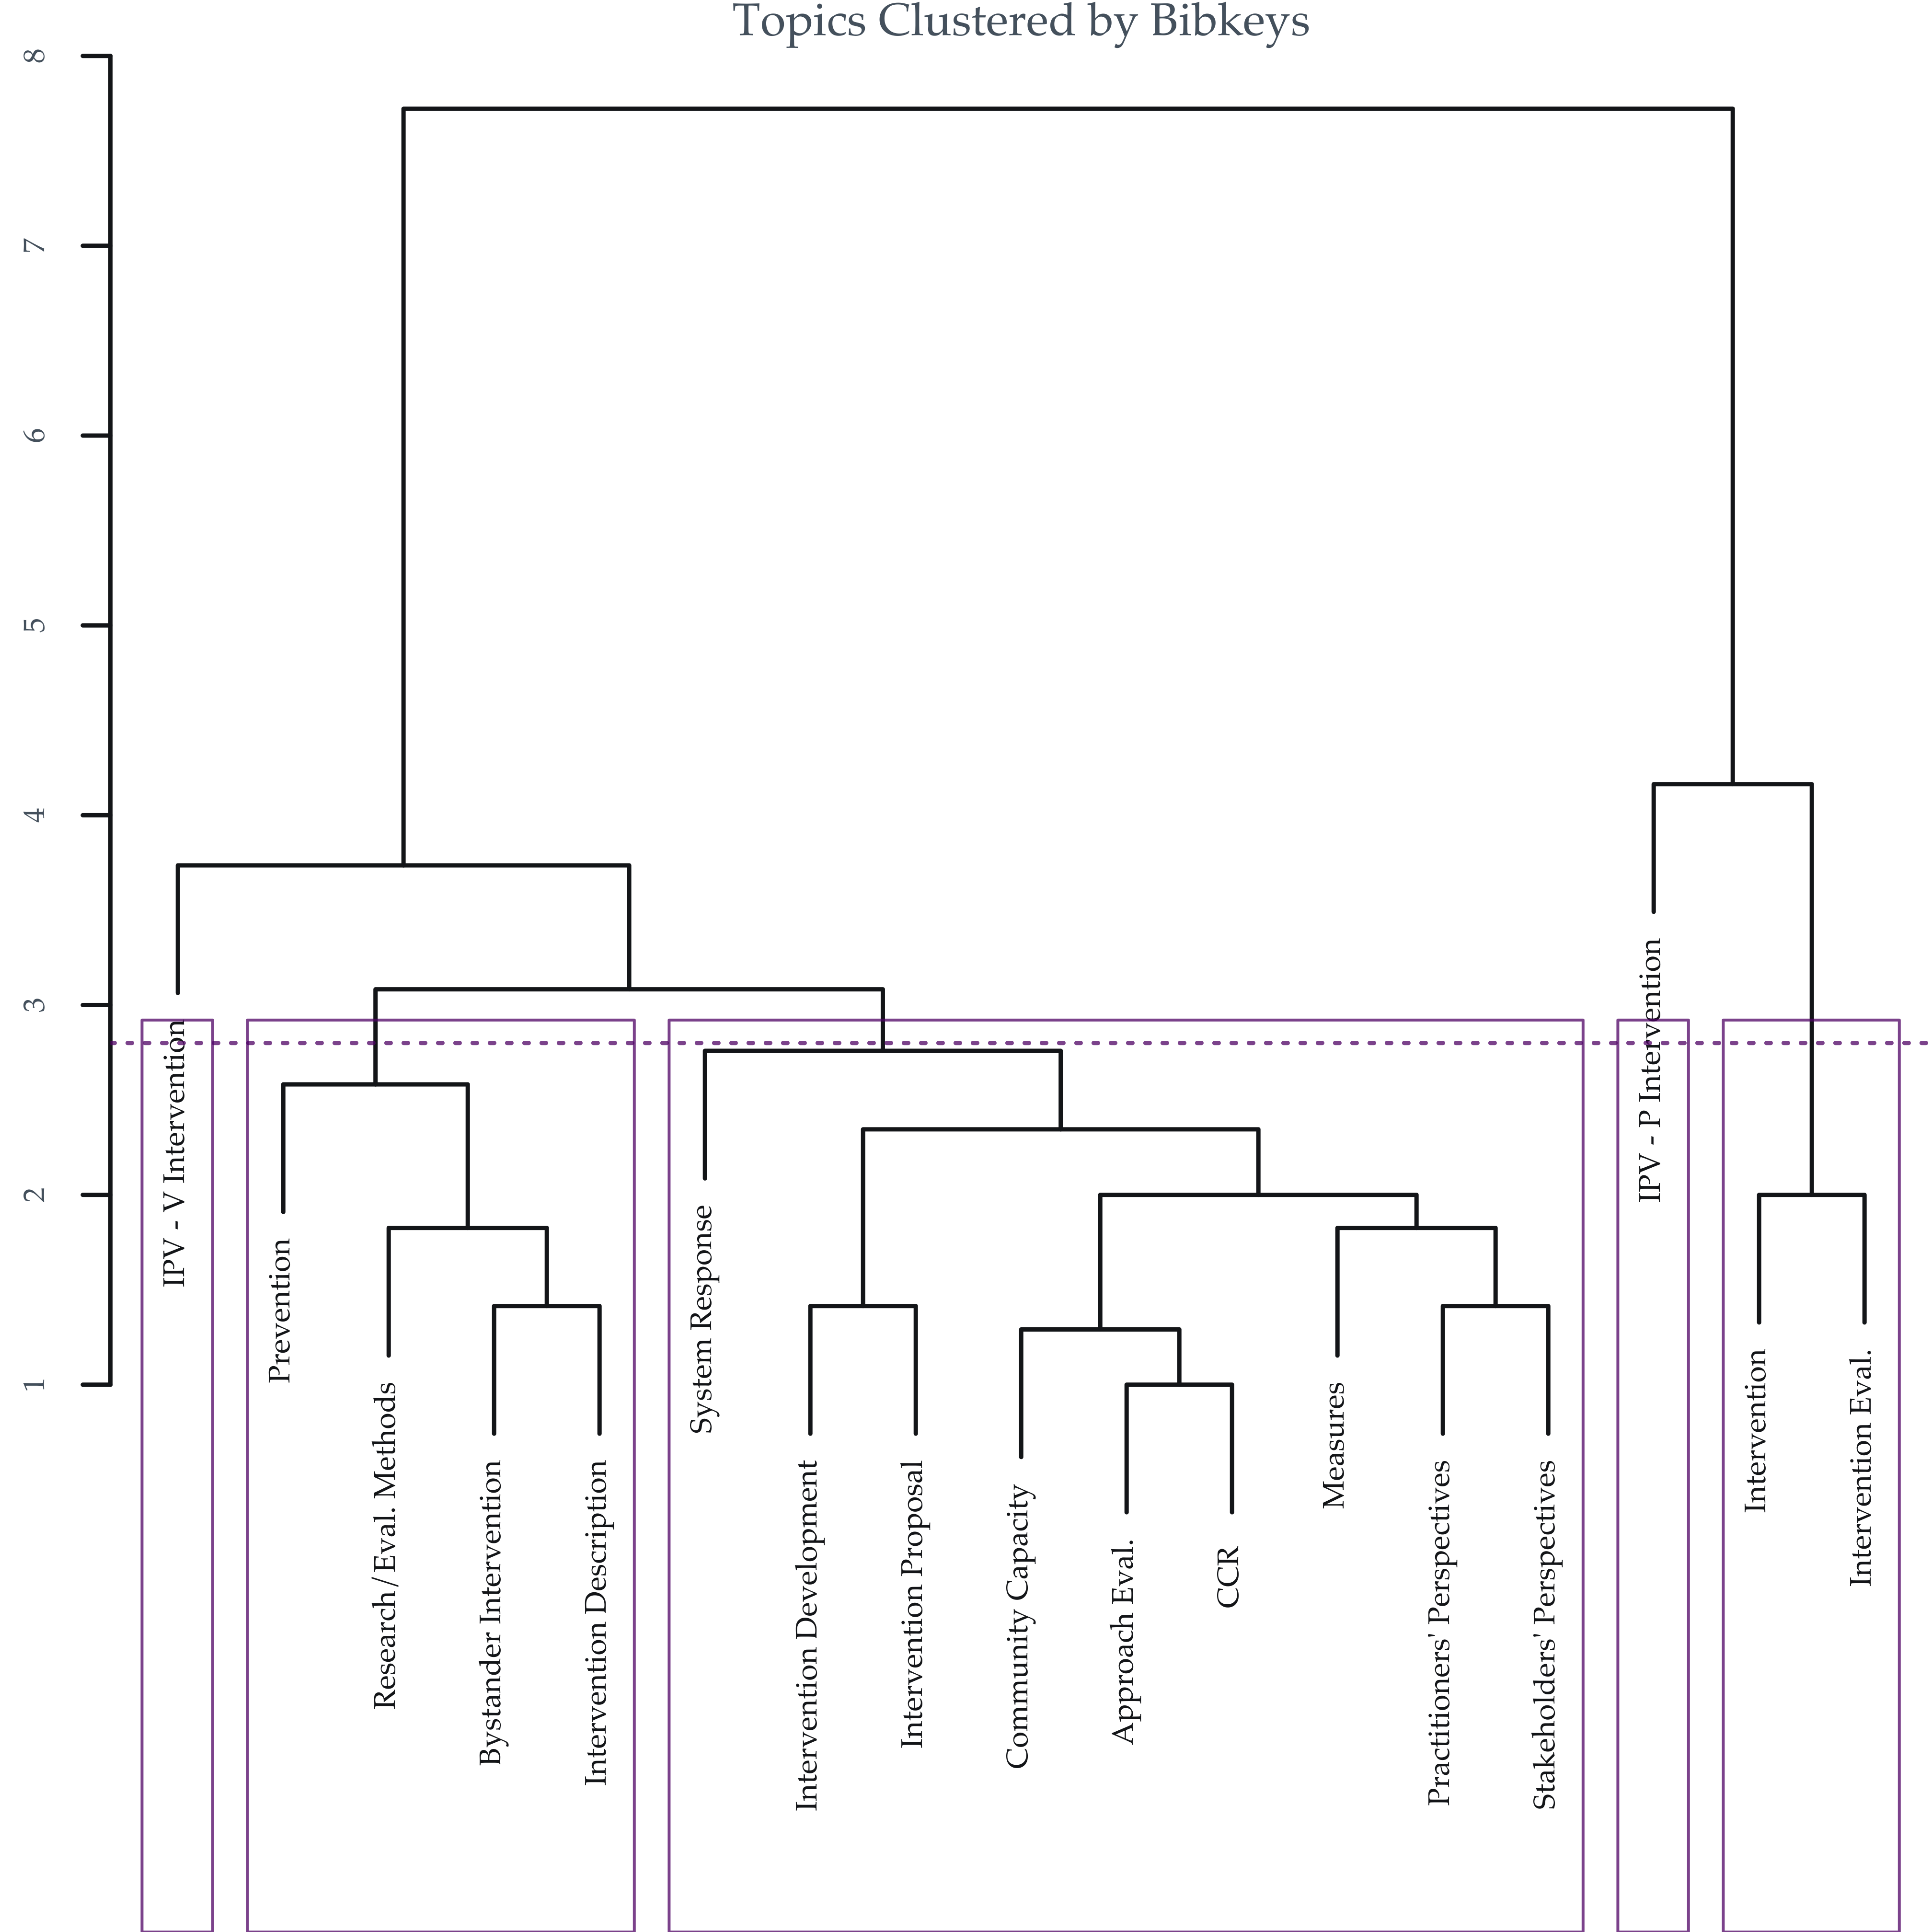 Topics Clustered by Bibkeys
8
7
6
5
4
3
2
1
IPV - V Intervention
Prevention
Research/Eval. Methods
Bystander Intervention
Intervention Description
System Response
Intervention Development
Intervention Proposal
Community Capacity
Approach Eval.
CCR
Measures
Practitioners' Perspectives
Stakeholders' Perspectives
IPV - P Intervention
Intervention
Intervention Eval.